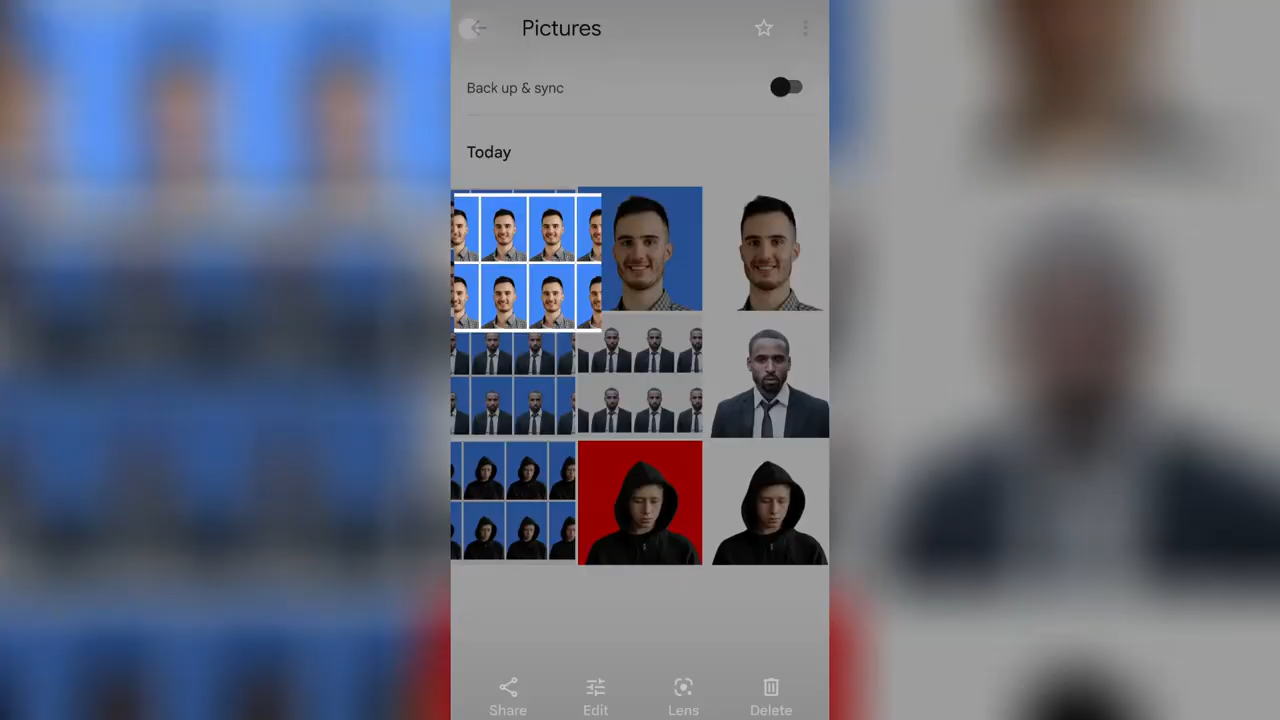 Pictures
Back up & sync
Today
Share
Edit
Lens
Delete